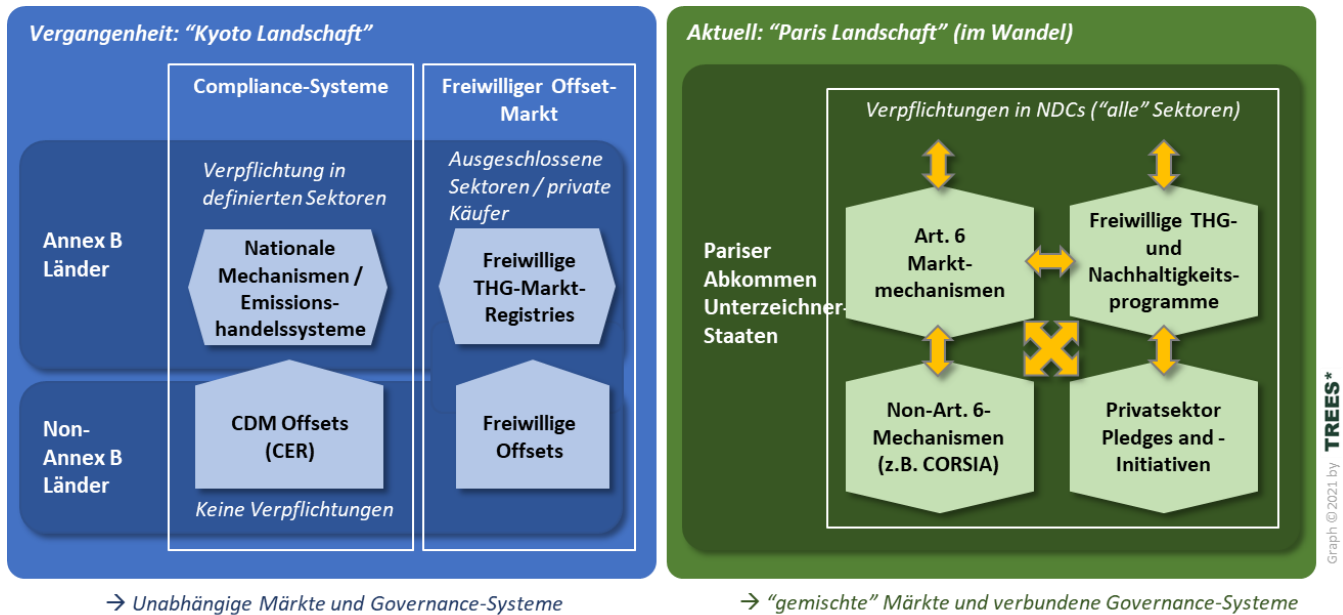 Vergangenheit: “Kyoto Landschaft”
Compliance-Systeme
Freiwilliger Offset-
Markt
Annex B
Länder
Verpflichtung in
definierten Sektoren
Ausgeschlossene
Sektoren / private
Käufer
Nationale
Mechanismen /
Emissions-
handelssysteme
Freiwillige
THG-Markt-
Registries
Non-
Annex B
Länder
CDM Offsets
(CER)
Freiwillige
Offsets
Keine Verpflichtungen
→ Unabhängige Märkte und Governance-Systeme
Aktuell: “Paris Landschaft” (im Wandel)
Verpflichtungen in NDCs (“alle” Sektoren)
Pariser
Abkommen
Unterzeichner-
Staaten
Art. 6
Markt-
mechanismen
Freiwillige THG-
und
Nachhaltigkeits-
programme
Non-Art. 6-
Mechanismen
(z.B. CORSIA)
Privatsektor
Pledges and -
Initiativen
→ “gemischte” Märkte und verbundene Governance-Systeme
Graph © 2021 by TREES*